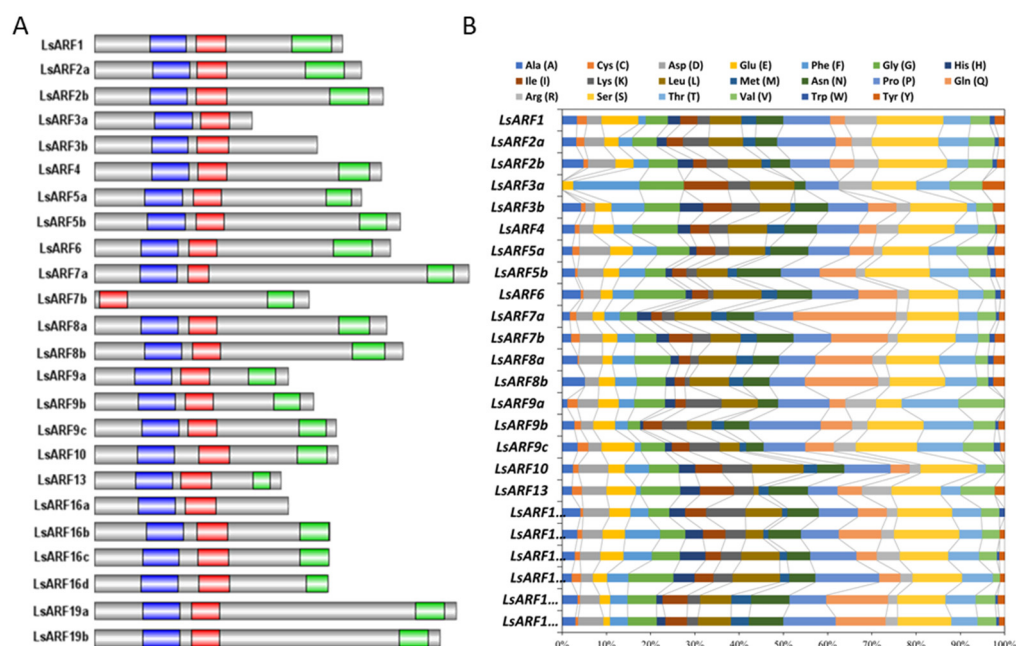 A
LsARF1
LsARF2a
LsARF2b
LsARF3a
LsARF3b
LsARF4
LsARF5a
LsARF5b
LsARF6
LsARF7a
LsARF7b
LsARF8a
LsARF8b
LsARF9a
LsARF9b
LsARF9c
LsARF10
LsARF13
LsARF16a
LsARF16b
LsARF16c
LsARF16d
LsARF19a
LsARF19b
B
Ala (A) Cys (C) Asp (D) Glu (E) Phe (F) Gly (G) His (H)
Ile (I) Lys (K) Leu (L) Met (M) Asn (N) Pro (P) Gln (Q)
Arg (R) Ser (S) Thr (T) Val (V) Trp (W) Tyr (Y)
LsARF1
LsARF2a
LsARF2b
LsARF3a
LsARF3b
LsARF4
LsARF5a
LsARF5b
LsARF6
LsARF7a
LsARF7b
LsARF8a
LsARF8b
LsARF9a
LsARF9b
LsARF9c
LsARF10
LsARF13
LsARF1...
LsARF1...
LsARF1...
LsARF1...
LsARF1...
LsARF1...
0% 10% 20% 30% 40% 50% 60% 70% 80% 90% 100%